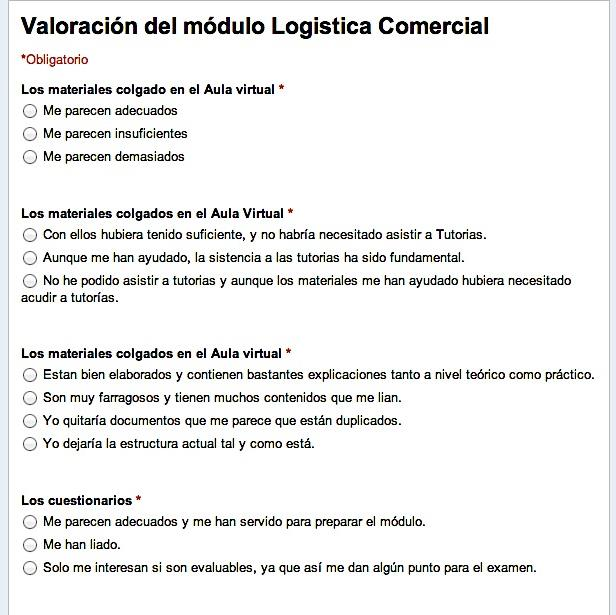 Valoración del módulo Logistica Comercial
*Obligatorio
Los materiales colgado en el Aula virtual *
Me parecen adecuados
Me parecen insuficientes
Me parecen demasiados
Los materiales colgados en el Aula Virtual *
Con ellos hubiera tenido suficiente, y no habría necesitado asistir a Tutorias.
Aunque me han ayudado, la sistencia a las tutorias ha sido fundamental.
No he podido asistir a tutorias y aunque los materiales me han ayudado hubiera necesitado
acudir a tutorías.
Los materiales colgados en el Aula virtual *
Estan bien elaborados y contienen bastantes explicaciones tanto a nivel teórico como práctico.
Son muy farragosos y tienen muchos contenidos que me lian.
Yo quitaría documentos que me parece que están duplicados.
Yo dejaría la estructura actual tal y como está.
Los cuestionarios *
Me parecen adecuados y me han servido para preparar el módulo.
Me han liado.
Solo me interesan si son evaluables, ya que así me dan algún punto para el examen.